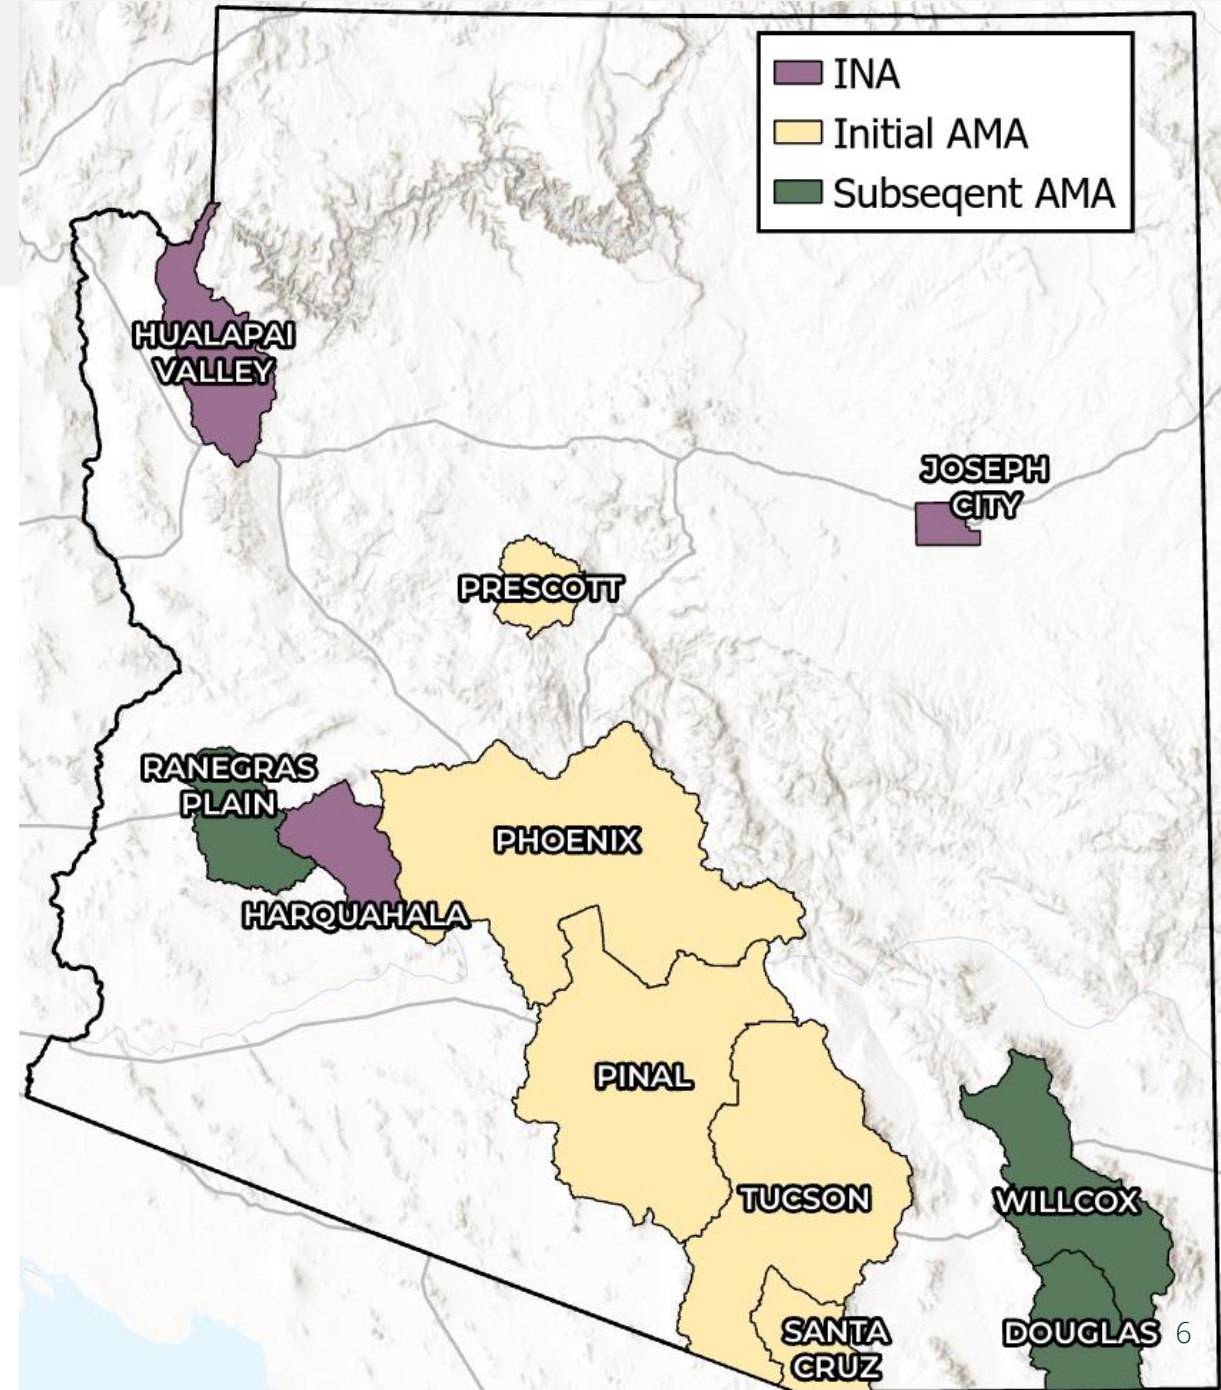 INA
Initial AMA
Subseqent AMA
HUALAPAI
VALLEY
JOSEPH
CITY
PRESCOTT
RANEGRAS
PLAIN
PHOENIX
HARQUAHALA
PINAL
TUCSON
WILLCOX
SANTA
CRUZ
DOUGLAS
6